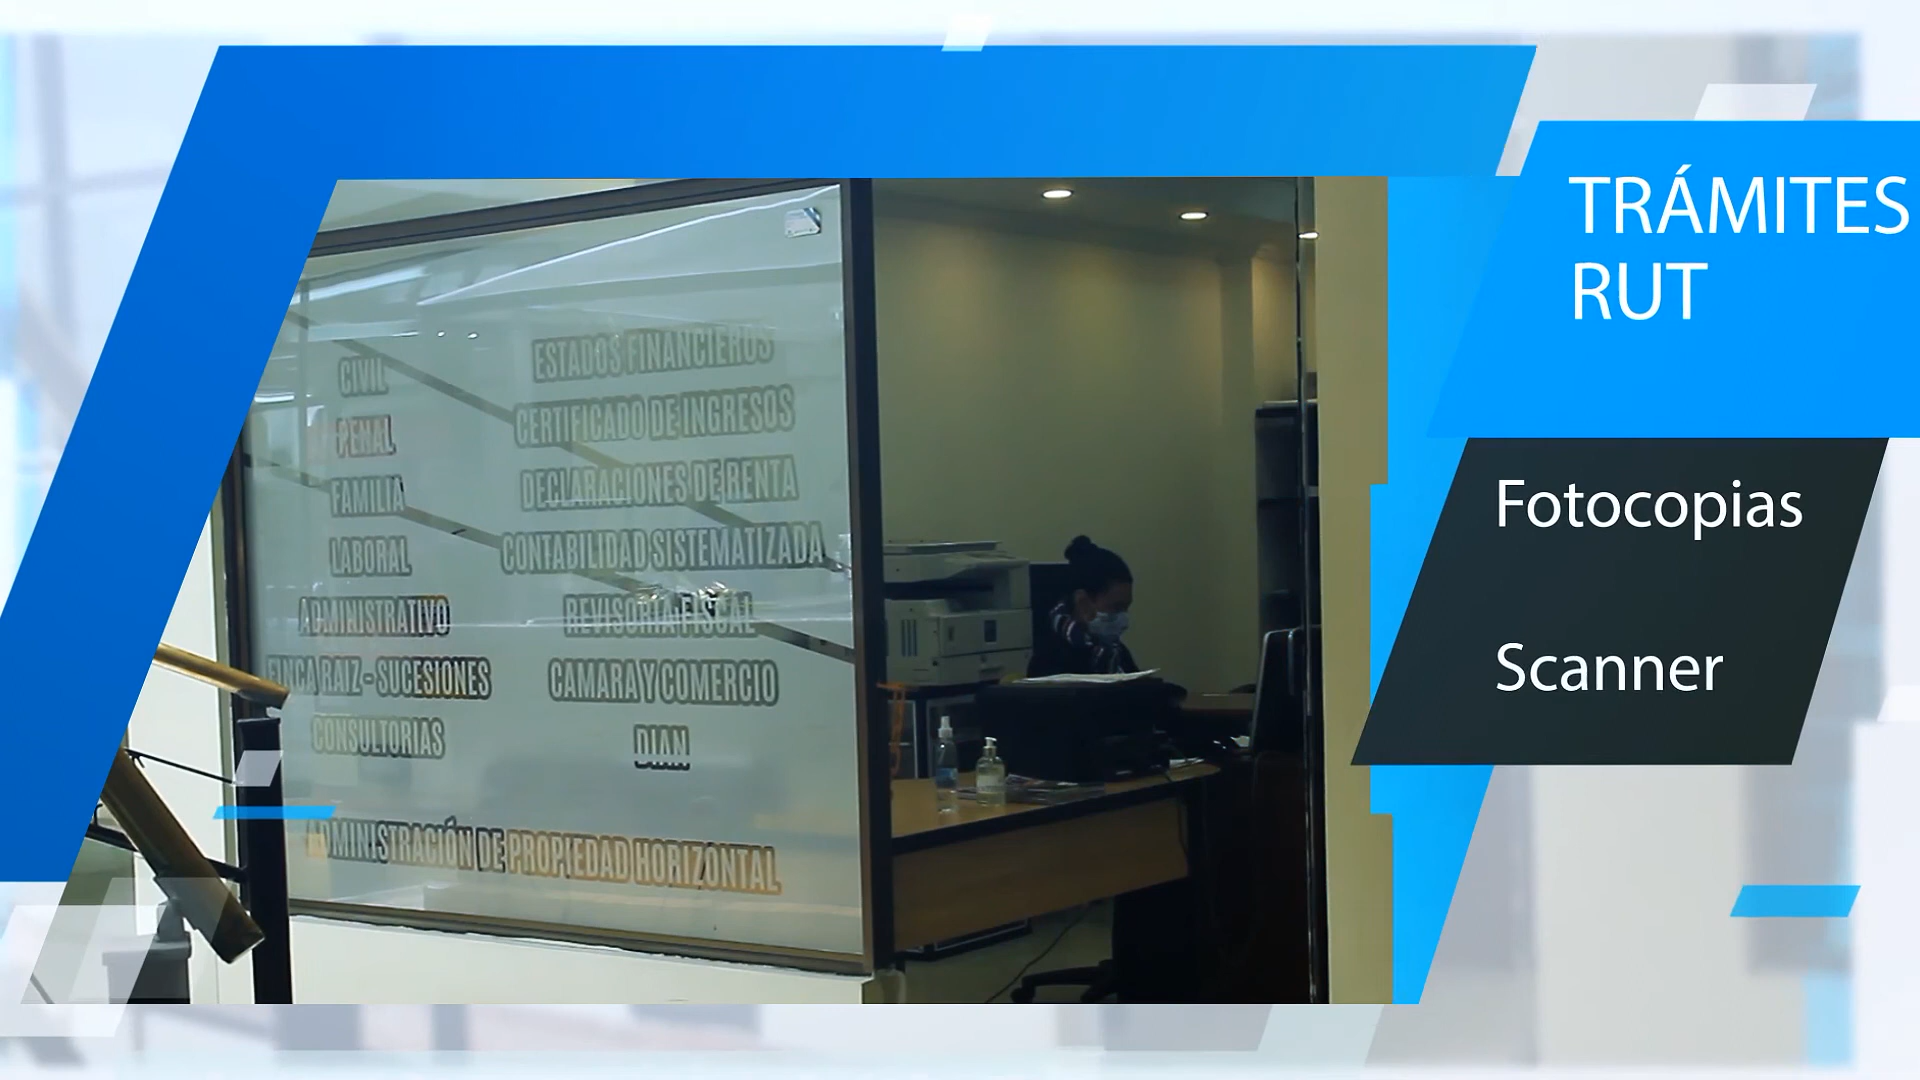 TRÁMITES
RUT
Fotocopias
Scanner
CIVIL
PENAL
FAMILIA
LABORAL
ADMINISTRATIVO
FINCA RAIZ - SUCESIONES
CONSULTORIAS
ESTADOS FINANCIEROS
CERTIFICADO DE INGRESOS
DECLARACIONES DE RENTA
CONTABILIDAD SISTEMATIZADA
REVISORIA FISCAL
CAMARA Y COMERCIO
DIAN
ADMINISTRACIÓN DE PROPIEDAD HORIZONTAL